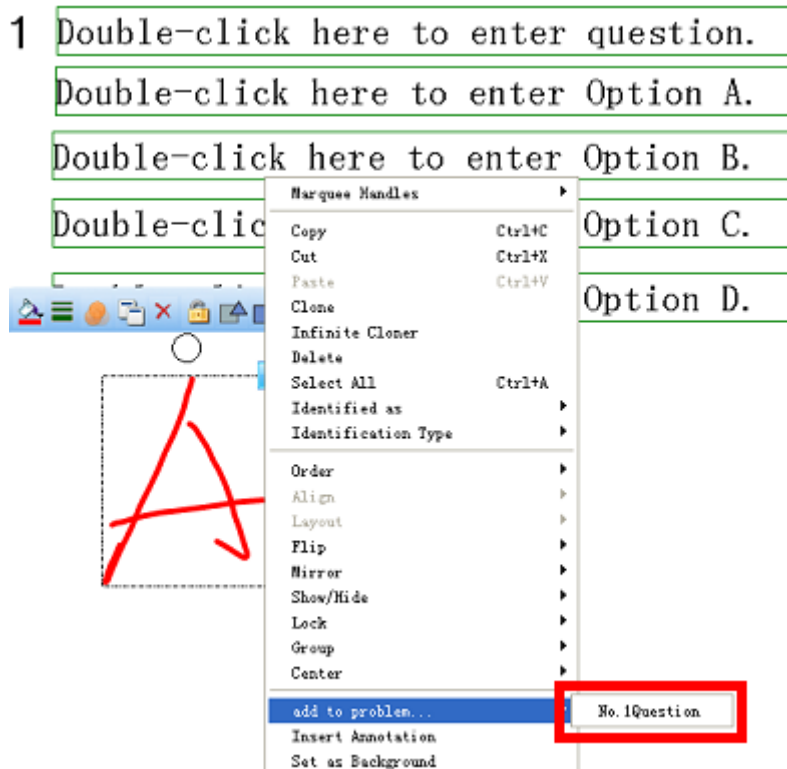 1 Double-click here to enter question.
Double-click here to enter Option A.
Double-click here to enter Option B.
Double-clic Option C.
Option D.
Marquee Handles
Copy Ctrl+C
Cut Ctrl+X
Paste Ctrl+V
Clone
Infinite Cloner
Delete
Select All Ctrl+A
Identified as
Identification Type
Order
Align
Layout
Flip
Mirror
Show/Hide
Lock
Group
Center
add to problem... No.1Question
Insert Annotation
Set as Background
A